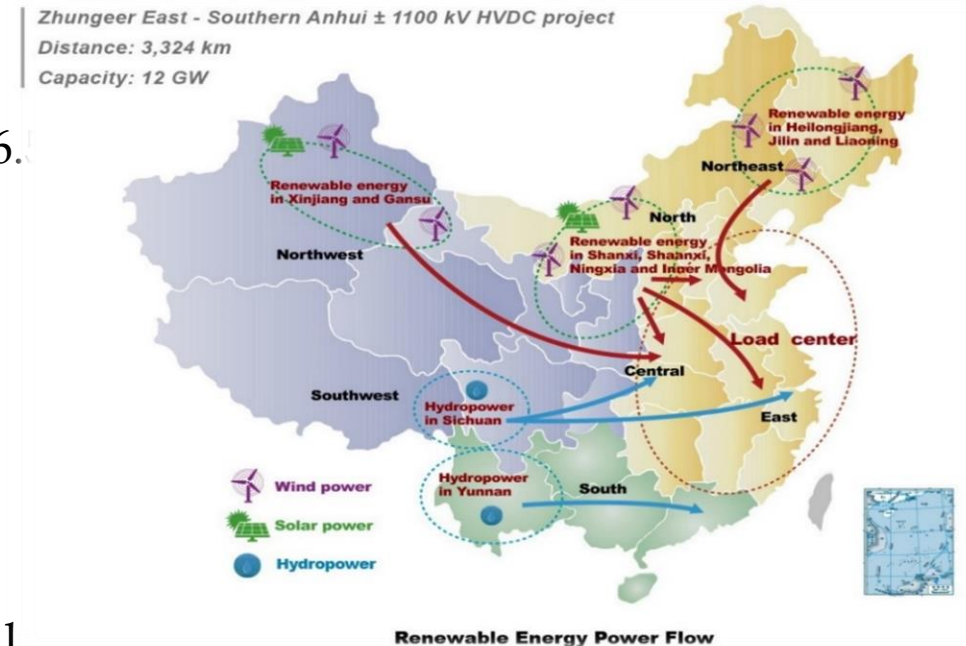 Zhungeer East - Southern Anhui ± 1100 kV HVDC project
Distance: 3,324 km
Capacity: 12 GW
6.
Renewable energy
in Heilongjiang,
Jilin and Liaoning
Northeast
Renewable energy
in Xinjiang and Gansu
North
Northwest
Renewable energy
in Shanxi, Shaanxi,
Ningxia and Inner Mongolia
Load center
Central
Southwest
Hydropower
in Sichuan
East
Hydropower
in Yunnan
South
Wind power
Solar power
Hydropower
1
Renewable Energy Power Flow